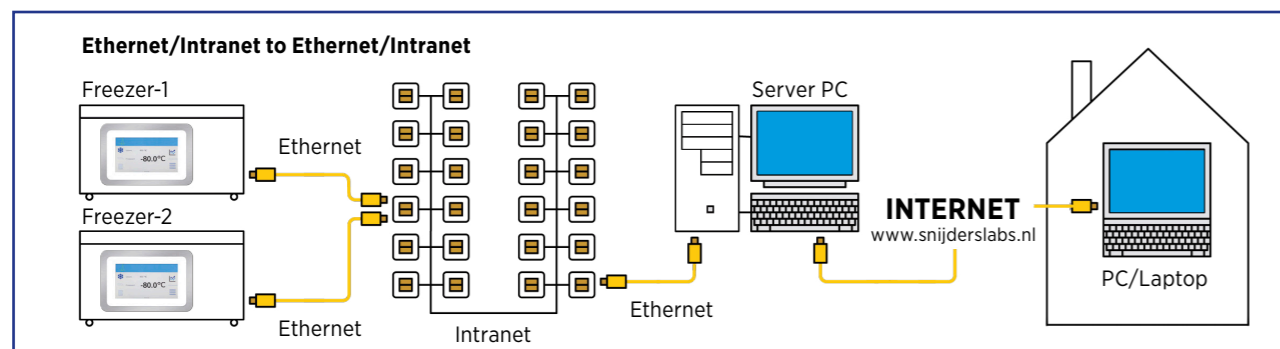 Ethernet/Intranet to Ethernet/Intranet
Freezer-1
-80.0°C
Ethernet
Freezer-2
-80.0°C
Ethernet
Intranet
Ethernet
Server PC
INTERNET
www.snijderslabs.nl
PC/Laptop